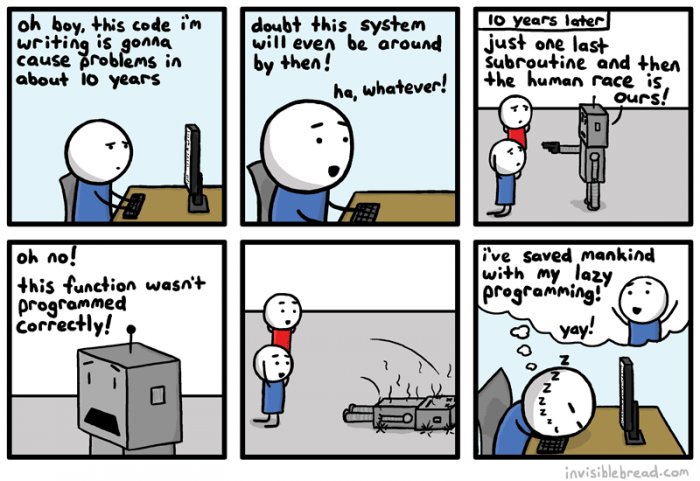 oh boy, this code i'm
writing is gonna
cause problems in
about 10 years
doubt this system
will even be around
by then!
ha, whatever!
10 years later
just one last
subroutine and then
the human race is
ours!
oh no!
this function wasn't
programmed
correctly!
i've saved mankind
with my lazy
programming!
yay!
z
z
z
z
z
z
z
invisiblebread.com